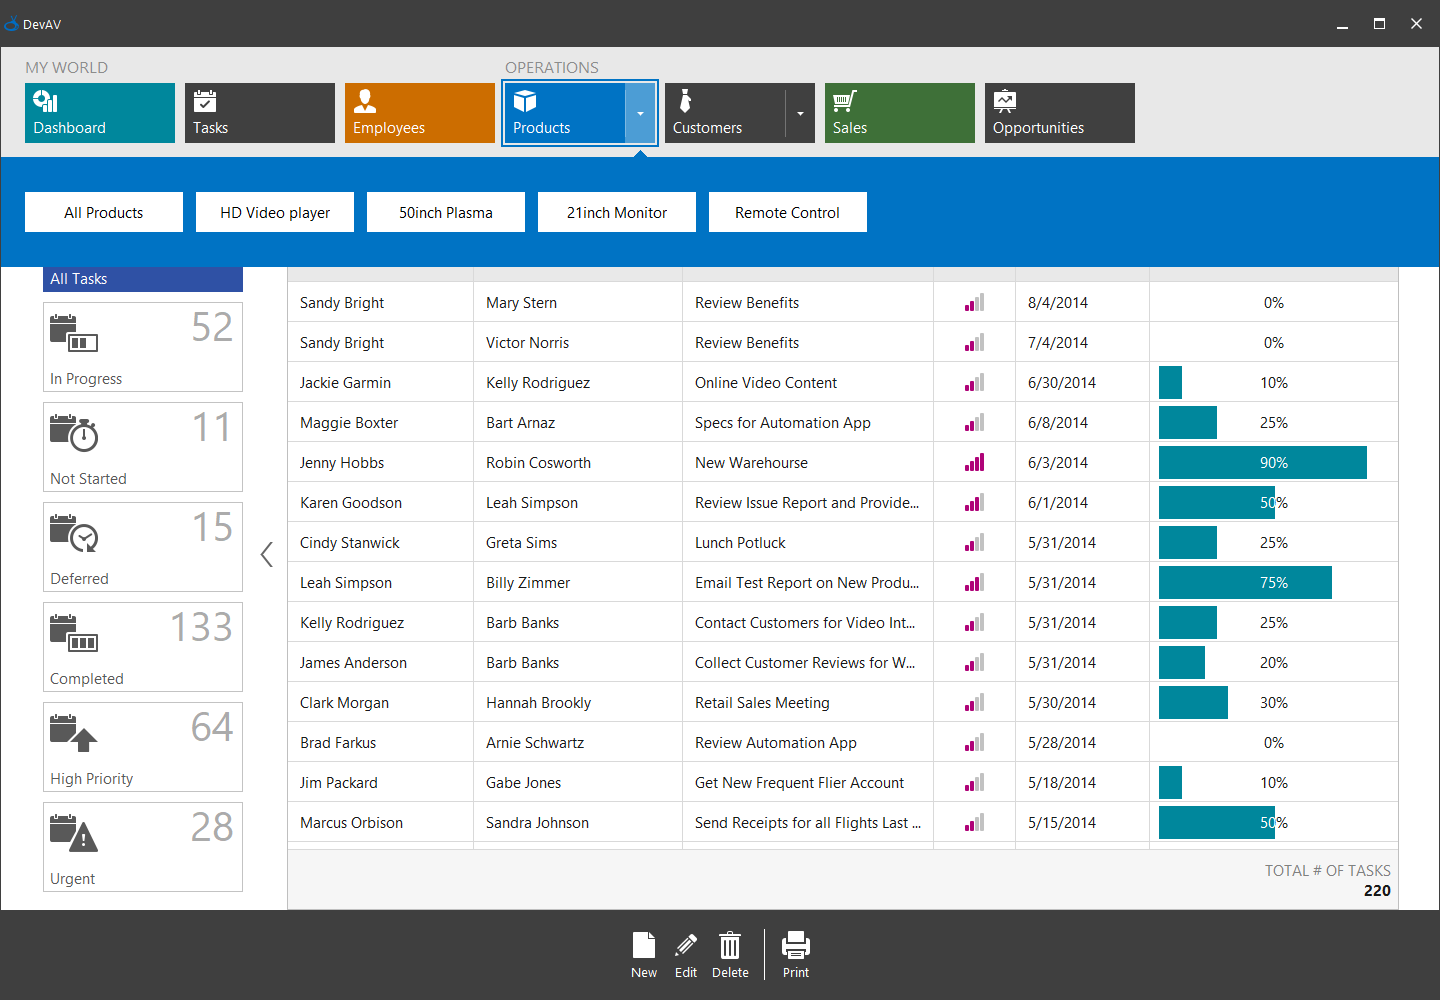 DevAV
MY WORLD
OPERATIONS
Dashboard
Tasks
Employees
Products
Customers
Sales
Opportunities
All Products
HD Video player
50inch Plasma
21inch Monitor
Remote Control
All Tasks
52
In Progress
11
Not Started
15
Deferred
133
Completed
64
High Priority
28
Urgent
Sandy Bright Mary Stern Review Benefits 8/4/2014 0%
Sandy Bright Victor Norris Review Benefits 7/4/2014 0%
Jackie Garmin Kelly Rodriguez Online Video Content 6/30/2014 10%
Maggie Boxter Bart Arnaz Specs for Automation App 6/8/2014 25%
Jenny Hobbs Robin Cosworth New Warehourse 6/3/2014 90%
Karen Goodson Leah Simpson Review Issue Report and Provide... 6/1/2014 50%
Cindy Stanwick Greta Sims Lunch Potluck 5/31/2014 25%
Leah Simpson Billy Zimmer Email Test Report on New Produ... 5/31/2014 75%
Kelly Rodriguez Barb Banks Contact Customers for Video Int... 5/31/2014 25%
James Anderson Barb Banks Collect Customer Reviews for W... 5/31/2014 20%
Clark Morgan Hannah Brookly Retail Sales Meeting 5/30/2014 30%
Brad Farkus Arnie Schwartz Review Automation App 5/28/2014 0%
Jim Packard Gabe Jones Get New Frequent Flier Account 5/18/2014 10%
Marcus Orbison Sandra Johnson Send Receipts for all Flights Last ... 5/15/2014 50%
TOTAL # OF TASKS
220
New
Edit
Delete
Print